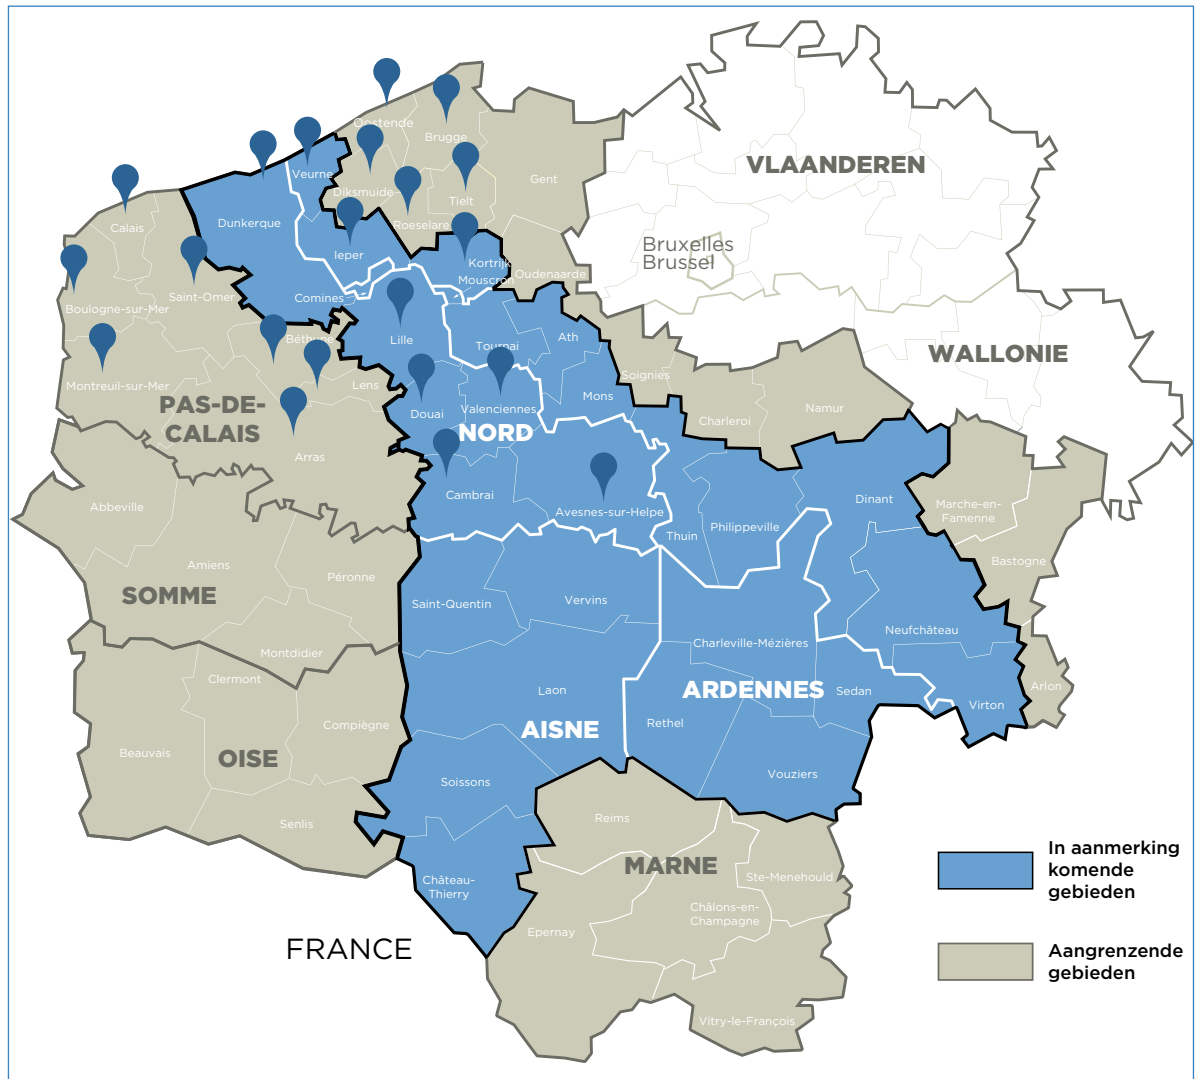 Oostende
Brugge
Veurne
Diksmuide
Gent
Tielt
Calais
Dunkerque
Roeselare
Ieper
Kortrijk
Mouscron
Oudenaarde
VLAANDEREN
Bruxelles
Brussel
Boulogne-sur-Mer
Saint-Omer
Comines
Béthune
Lille
Tournai
Ath
WALLONIE
Montreuil-sur-Mer
Lens
Soignies
Mons
Charleroi
Namur
PAS-DE-
CALAIS
Douai
Valenciennes
NORD
Arras
Cambrai
Avesnes-sur-Helpe
Abbeville
Thuin
Philippeville
Dinant
Marche-en-
Famenne
Bastogne
Amiens
Péronne
SOMME
Saint-Quentin
Vervins
Neufchâteau
Montdidier
Charleville-Mézières
Clermont
Laon
ARDENNES
Sedan
Arlon
Virton
Compiègne
AISNE
Rethel
Beauvais
OISE
Soissons
Vouziers
Senlis
Reims
MARNE
Château-
Thierry
Ste-Menehould
Châlons-en-
Champagne
Epernay
FRANCE
Vitry-le-François
In aanmerking
komende
gebieden
Aangrenzende
gebieden